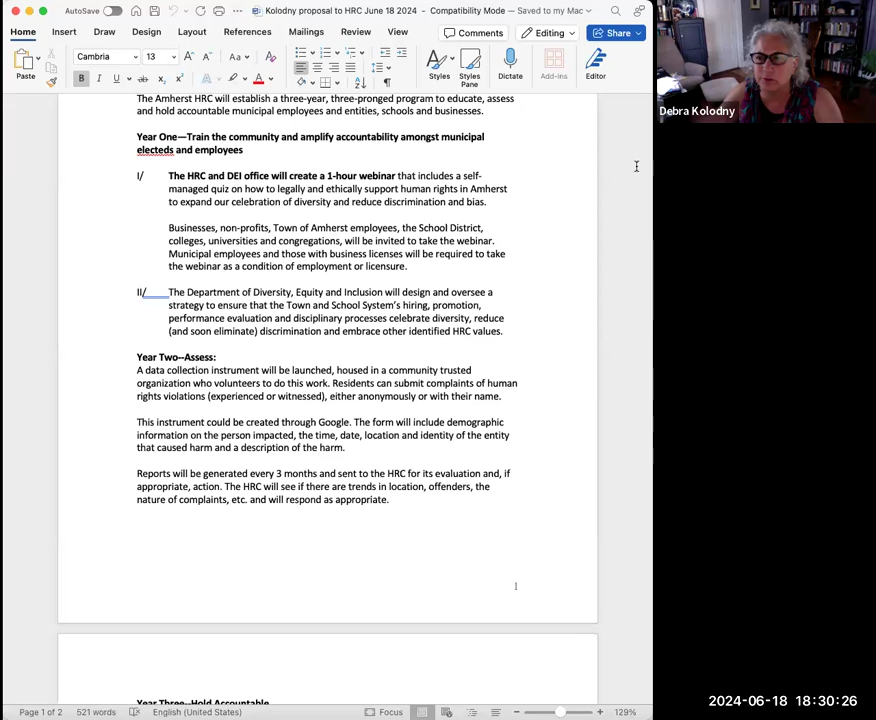 AutoSave
Kolodny proposal to HRC June 18 2024 - Compatibility Mode — Saved to my Mac
Home Insert Draw Design Layout References Mailings Review View Comments Editing Share
Paste
Cambria 13 A A Aa A
B I U ab x₂ x² A A
Styles
Styles Pane
Dictate
Add-ins
Editor
Debra Kolodny
The Amherst HRC will establish a three-year, three-pronged program to educate, assess
and hold accountable municipal employees and entities, schools and businesses.
Year One—Train the community and amplify accountability amongst municipal
electeds and employees
I/ The HRC and DEI office will create a 1-hour webinar that includes a self-
managed quiz on how to legally and ethically support human rights in Amherst
to expand our celebration of diversity and reduce discrimination and bias.
Businesses, non-profits, Town of Amherst employees, the School District,
colleges, universities and congregations, will be invited to take the webinar.
Municipal employees and those with business licenses will be required to take
the webinar as a condition of employment or licensure.
II/ The Department of Diversity, Equity and Inclusion will design and oversee a
strategy to ensure that the Town and School System's hiring, promotion,
performance evaluation and disciplinary processes celebrate diversity, reduce
(and soon eliminate) discrimination and embrace other identified HRC values.
Year Two--Assess:
A data collection instrument will be launched, housed in a community trusted
organization who volunteers to do this work. Residents can submit complaints of human
rights violations (experienced or witnessed), either anonymously or with their name.
This instrument could be created through Google. The form will include demographic
information on the person impacted, the time, date, location and identity of the entity
that caused harm and a description of the harm.
Reports will be generated every 3 months and sent to the HRC for its evaluation and, if
appropriate, action. The HRC will see if there are trends in location, offenders, the
nature of complaints, etc. and will respond as appropriate.
1
Year Three--Hold Accountable
Page 1 of 2 521 words English (United States) Focus 129%
2024-06-18 18:30:26